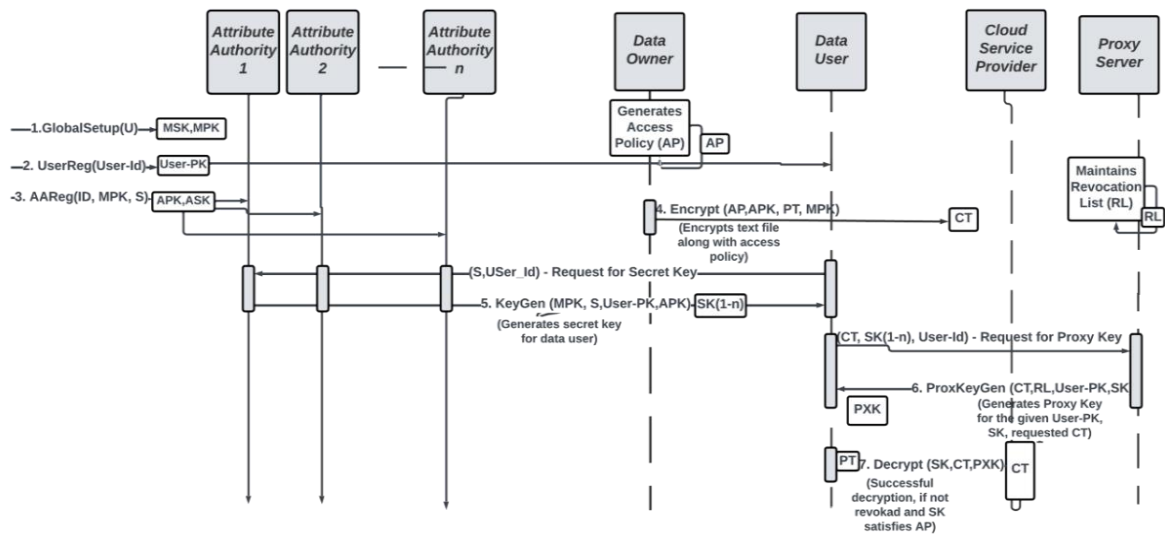 Attribute
Authority
1
Attribute
Authority
2
Attribute
Authority
n
Data
Owner
Data
User
Cloud
Service
Provider
Proxy
Server
1.GlobalSetup(U)
MSK,MPK
Generates
Access
Policy (AP)
AP
2. UserReg(User-Id)
User-PK
3. AAReg(ID, MPK, S)
APK,ASK
Maintains
Revocation
List (RL)
RL
4. Encrypt (AP,APK, PT, MPK)
(Encrypts text file
along with access
policy)
CT
(S,USer_Id) - Request for Secret Key
5. KeyGen (MPK, S,User-PK,APK)
SK(1-n)
(Generates secret key
for data user)
(CT, SK(1-n), User-Id) - Request for Proxy Key
6. ProxKeyGen (CT,RL,User-PK,SK
(Generates Proxy Key
for the given User-PK,
SK, requested CT)
PXK
PT
7. Decrypt (SK,CT,PXK)
CT
(Successful
decryption, if not
revokad and SK
satisfies AP)